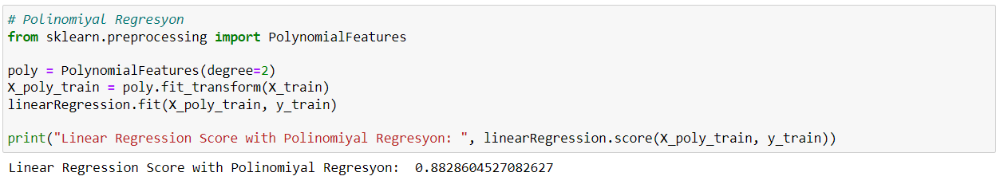 # Polinomiyal Regresyon
from sklearn.preprocessing import PolynomialFeatures
poly = PolynomialFeatures(degree=2)
X_poly_train = poly.fit_transform(X_train)
linearRegression.fit(X_poly_train, y_train)
print("Linear Regression Score with Polinomiyal Regresyon: ", linearRegression.score(X_poly_train, y_train))
Linear Regression Score with Polinomiyal Regresyon:  0.8828604527082627